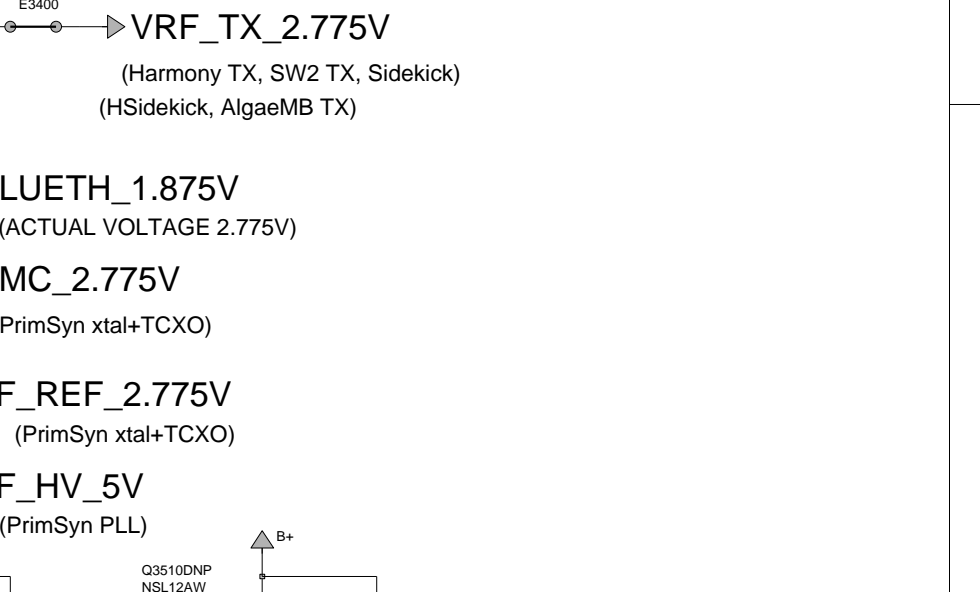 E3400
VRF_TX_2.775V
(Harmony TX, SW2 TX, Sidekick)
(HSidekick, AlgaeMB TX)
LUETH_1.875V
(ACTUAL VOLTAGE 2.775V)
MC_2.775V
PrimSyn xtal+TCXO)
F_REF_2.775V
(PrimSyn xtal+TCXO)
F_HV_5V
(PrimSyn PLL)
B+
Q3510DNP
NSL12AW